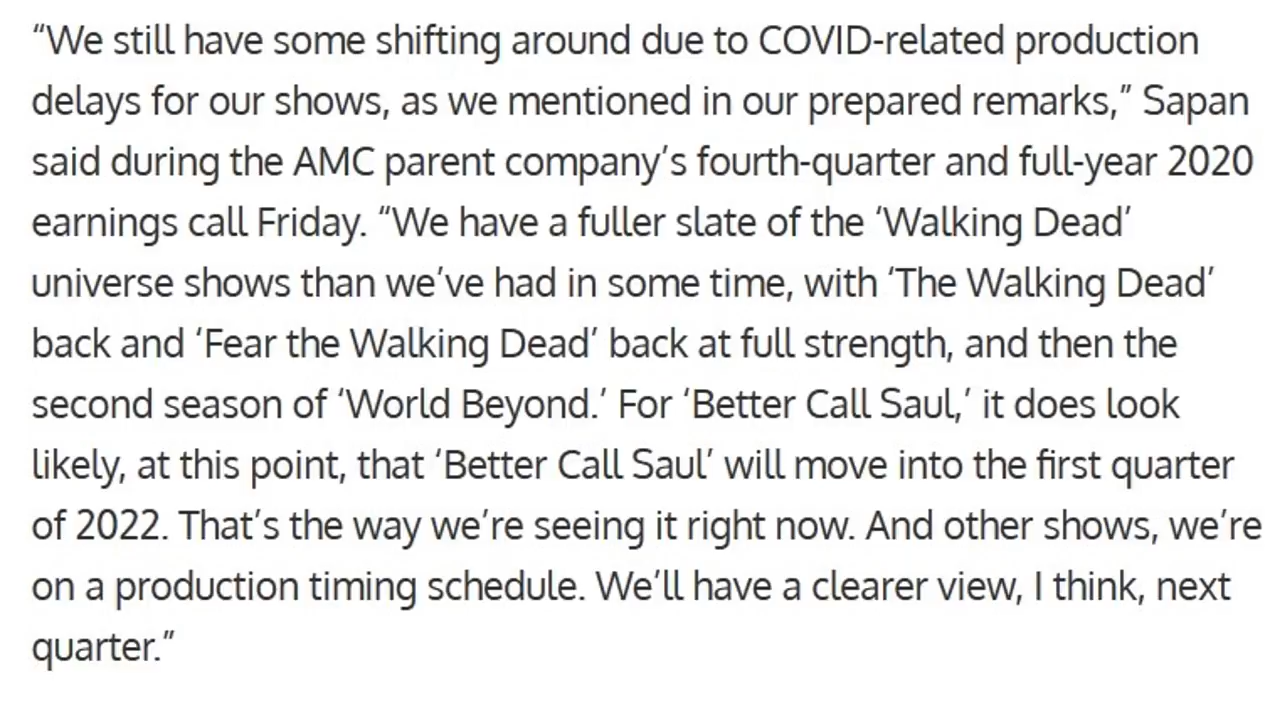 “We still have some shifting around due to COVID-related production
delays for our shows, as we mentioned in our prepared remarks,” Sapan
said during the AMC parent company’s fourth-quarter and full-year 2020
earnings call Friday. “We have a fuller slate of the ‘Walking Dead’
universe shows than we’ve had in some time, with ‘The Walking Dead’
back and ‘Fear the Walking Dead’ back at full strength, and then the
second season of ‘World Beyond.’ For ‘Better Call Saul,’ it does look
likely, at this point, that ‘Better Call Saul’ will move into the first quarter
of 2022. That’s the way we’re seeing it right now. And other shows, we’re
on a production timing schedule. We’ll have a clearer view, I think, next
quarter.”